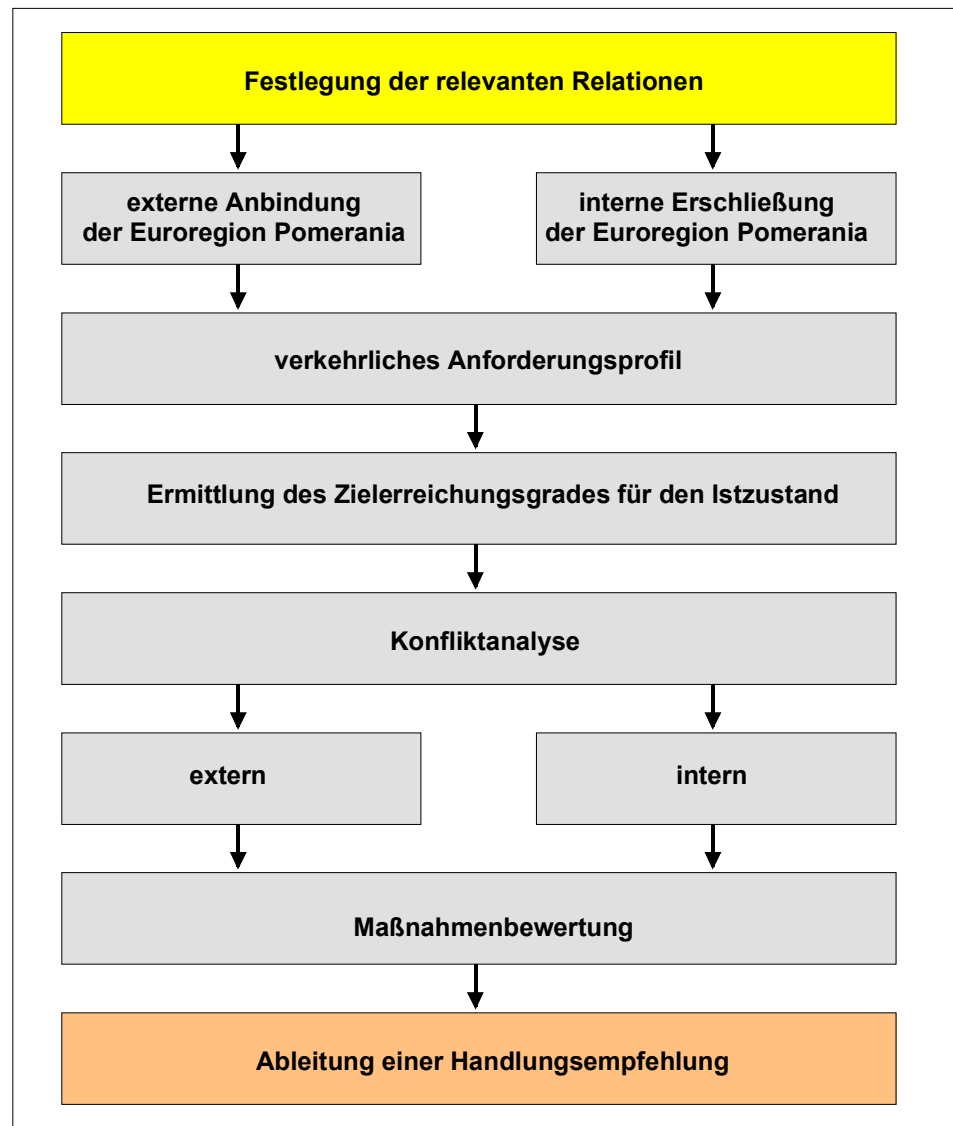 Festlegung der relevanten Relationen
externe Anbindung
der Euroregion Pomerania
interne Erschließung
der Euroregion Pomerania
verkehrliches Anforderungsprofil
Ermittlung des Zielerreichungsgrades für den Istzustand
Konfliktanalyse
extern
intern
Maßnahmenbewertung
Ableitung einer Handlungsempfehlung